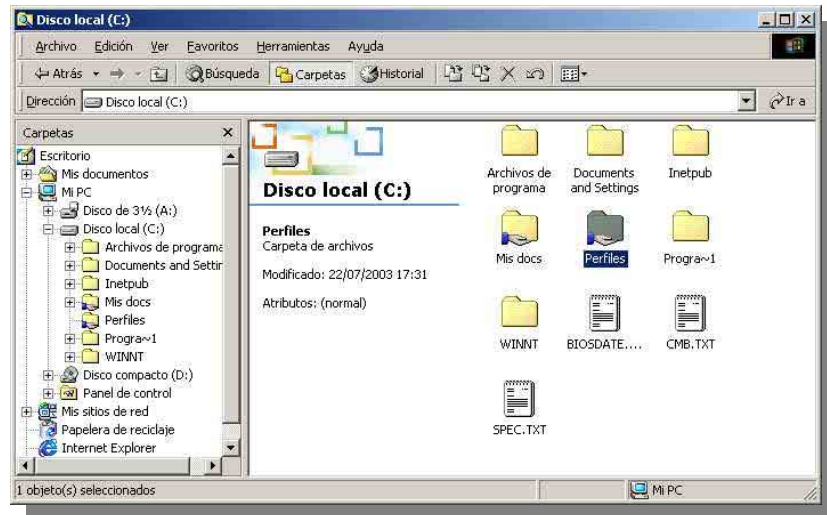 Disco local (C:)
Archivo Edición Ver Favoritos Herramientas Ayuda
Atrás Búsqueda Carpetas Historial
Dirección Disco local (C:) Ir a
Carpetas
Escritorio
Mis documentos
Mi PC
Disco de 3½ (A:)
Disco local (C:)
Archivos de programa
Documents and Settir
Inetpub
Mis docs
Perfiles
Progra~1
WINNT
Disco compacto (D:)
Panel de control
Mis sitios de red
Papelera de reciclaje
Internet Explorer
Disco local (C:)
Perfiles
Carpeta de archivos
Modificado: 22/07/2003 17:31
Atributos: (normal)
Archivos de
programa
Documents
and Settings
Inetpub
Mis docs
Perfiles
Progra~1
WINNT
BIOSDATE....
CMB.TXT
SPEC.TXT
1 objeto(s) seleccionados
Mi PC